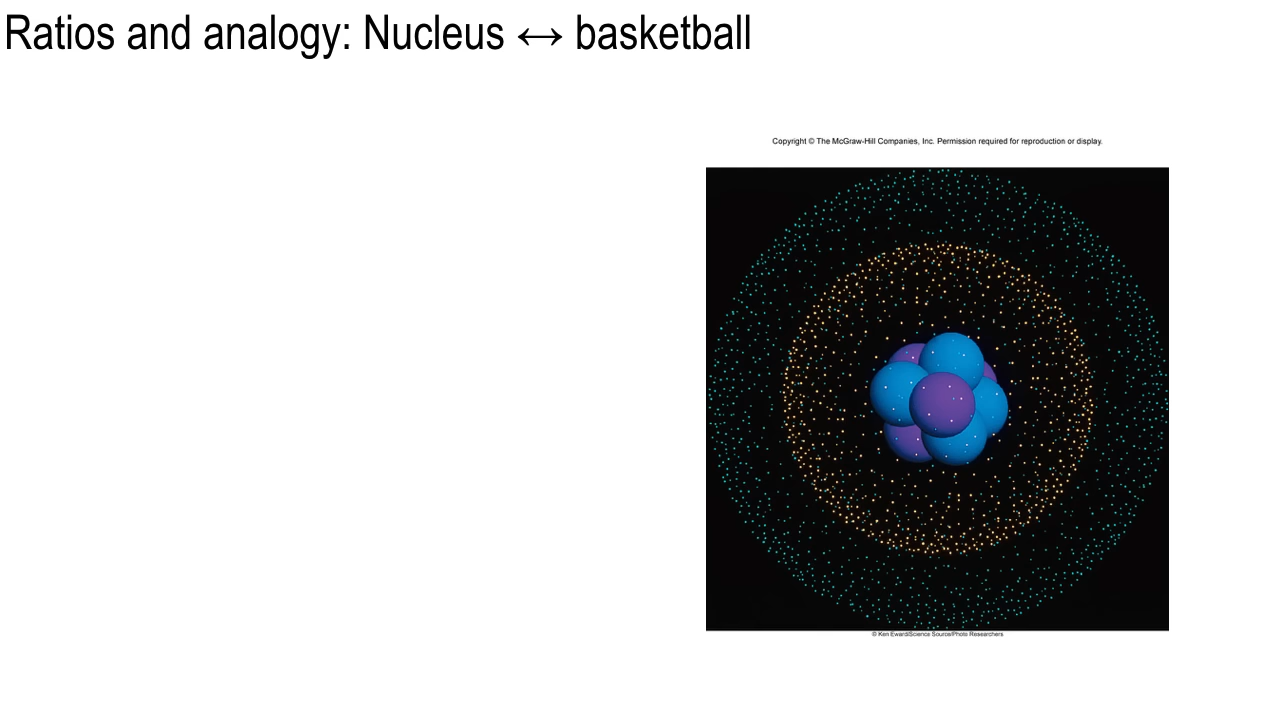 Ratios and analogy: Nucleus ↔ basketball
Copyright © The McGraw-Hill Companies, Inc. Permission required for reproduction or display.
© Ken Eward/Science Source/Photo Researchers